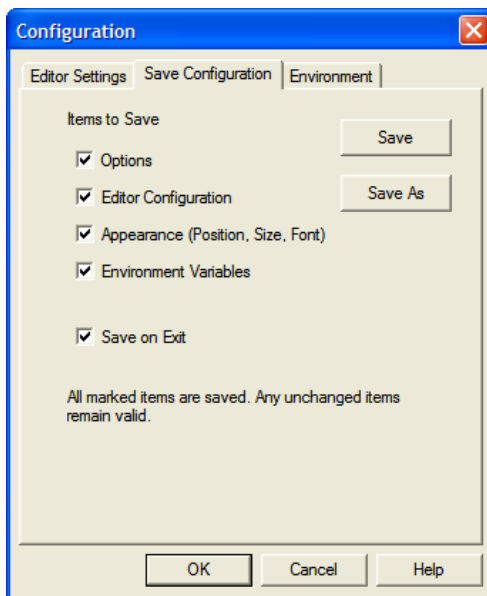 Configuration
Editor Settings
Save Configuration
Environment
Items to Save
Save
Options
Save As
Editor Configuration
Appearance (Position, Size, Font)
Environment Variables
Save on Exit
All marked items are saved. Any unchanged items
remain valid.
OK
Cancel
Help